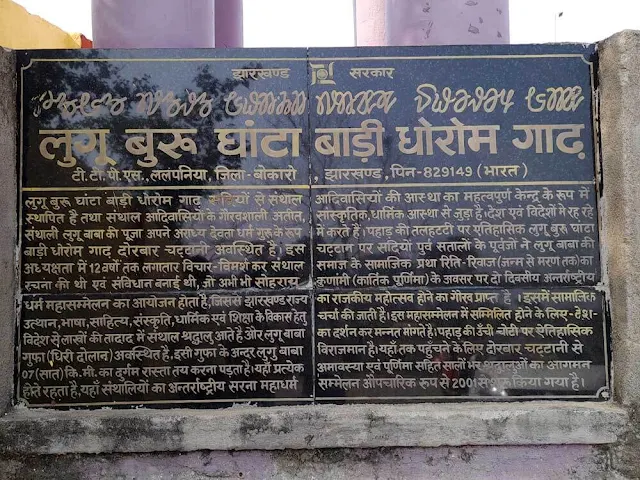 झारखण्ड सरकार
लुगू बुरू घांटा बाड़ी धोरोम गाढ़
टी.टी.पी.एस., ललपनिया, जिला-बोकारो, झारखण्ड, पिन-829149 (भारत)
लुगू बुरू घांटा बाड़ी धोरोम गाढ़ सदियों से संथाल आदिवासियों की आस्था का महत्वपूर्ण केन्द्र के रूप में
स्थापित है तथा संथाल आदिवासियों के गौरवशाली अतीत, सांस्कृतिक, धार्मिक आस्था से जुड़ा है। देश एवं विदेशों में रह रहे
संथाली लुगू बाबा की पूजा अपने अराध्य देवता धर्म गुरू के रूप में करते है। पहाड़ की तलहटटी पर ऐतिहासिक लुगू बुरू घांटा
बाड़ी धोरोम गाढ़ दोरबार चट्टानी अवस्थित है, इस चट्टान पर सदियों पुर्व सतालों के पूर्वजो ने लुगू बाबा की
अध्यक्षता में 12 वर्षो तक लगातार विचार-विमर्श कर संथाल समाज के सामाजिक प्रथा रिति-रिवाज (जन्म से मरण तक) का
रचना की थी एवं संविधान बनाई थी, जो अभी भी सोहराय कुणामी (कार्तिक पुर्णिमा) के अवसर पर दो दिवसीय अन्तर्राष्ट्रीय
धर्म महासम्मेलन का आयोजन होता है, जिससे झारखण्ड राज्य का राजकीय महोत्सव होने का गौरव प्राप्त है । इसमें सामाजिक
उत्थान, भाषा, साहित्य, संस्कृति, धार्मिक एवं शिक्षा के विकास हेतु चर्चा की जाती है। इस महासम्मेलन में सम्मिलित होने के लिए-देश-
विदेश से लाखों की तादाद में संथाल श्रद्धालु आते है और लुगू बाबा का दर्शन कर मन्नत मांगते है। पहाड़ की उँची चोटी पर ऐतिहासिक
गुफा (घिरी दोलान) अवस्थित है, इसी गुफा के अन्दर लुगू बाबा विराजमान है। यहाँ तक पहुँचने के लिए दोरबार चट्टानी से
07 (सात) कि.मी. का दुर्गम रास्ता तय करना पड़ता है। यहाँ प्रत्येक अमावस्या एवं पूर्णिमा सहित सालों भर श्रद्धालुओं का आगमन
होते रहता है, यहाँ संथालियों का अन्तर्राष्ट्रीय सरना महाधर्म सम्मेलन औपचारिक रूप से 2001 से शुरू किया गया है।